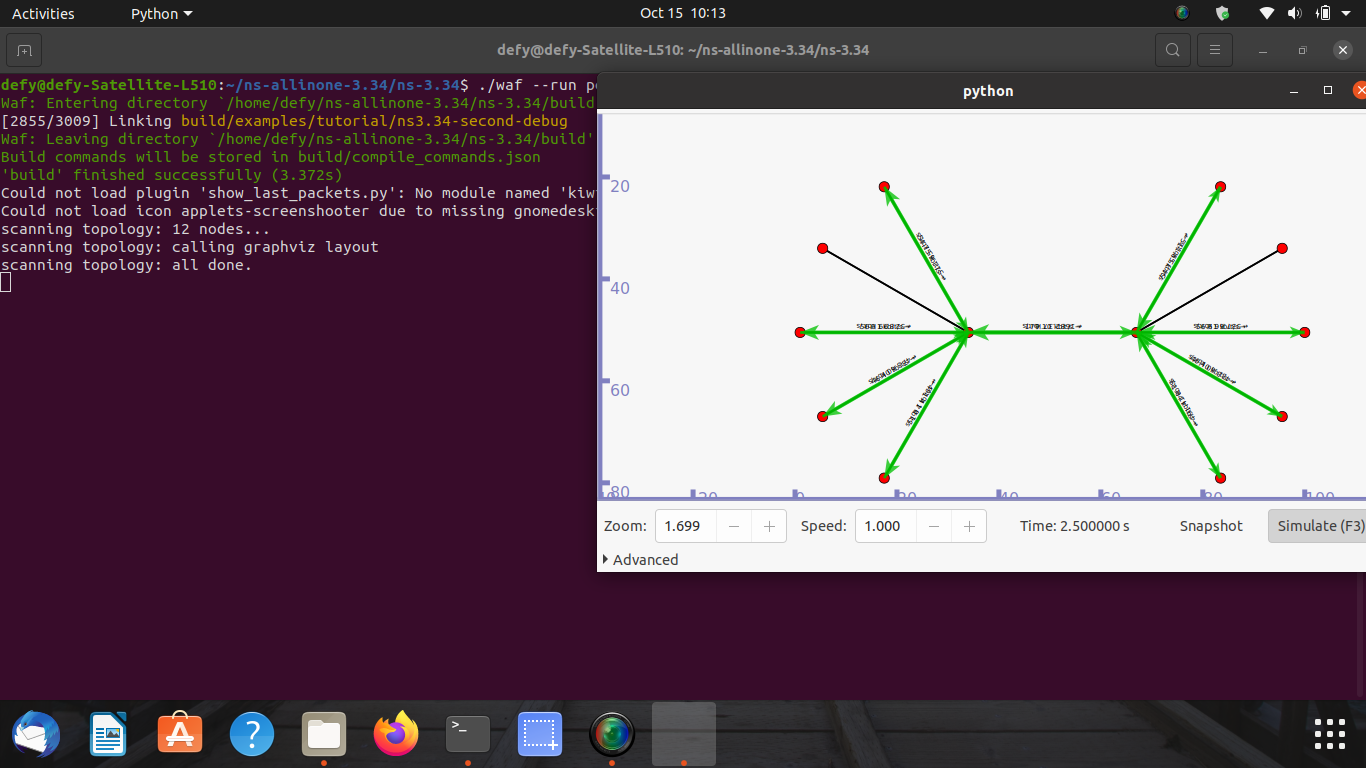 Activities
Python
Oct 15 10:13
defy@defy-Satellite-L510: ~/ns-allinone-3.34/ns-3.34
defy@defy-Satellite-L510:~/ns-allinone-3.34/ns-3.34$ ./waf --run
Waf: Entering directory `/home/defy/ns-allinone-3.34/ns-3.34/build
[2855/3009] Linking build/examples/tutorial/ns3.34-second-debug
Waf: Leaving directory `/home/defy/ns-allinone-3.34/ns-3.34/build'
Build commands will be stored in build/compile_commands.json
'build' finished successfully (3.372s)
Could not load plugin 'show_last_packets.py': No module named 'kiw
Could not load icon applets-screenshooter due to missing gnomedesk
scanning topology: 12 nodes...
scanning topology: calling graphviz layout
scanning topology: all done.
python
20
40
60
80
0
20
40
60
80
100
Zoom: 1.699 − + Speed: 1.000 − + Time: 2.500000 s Snapshot Simulate (F3)
Advanced